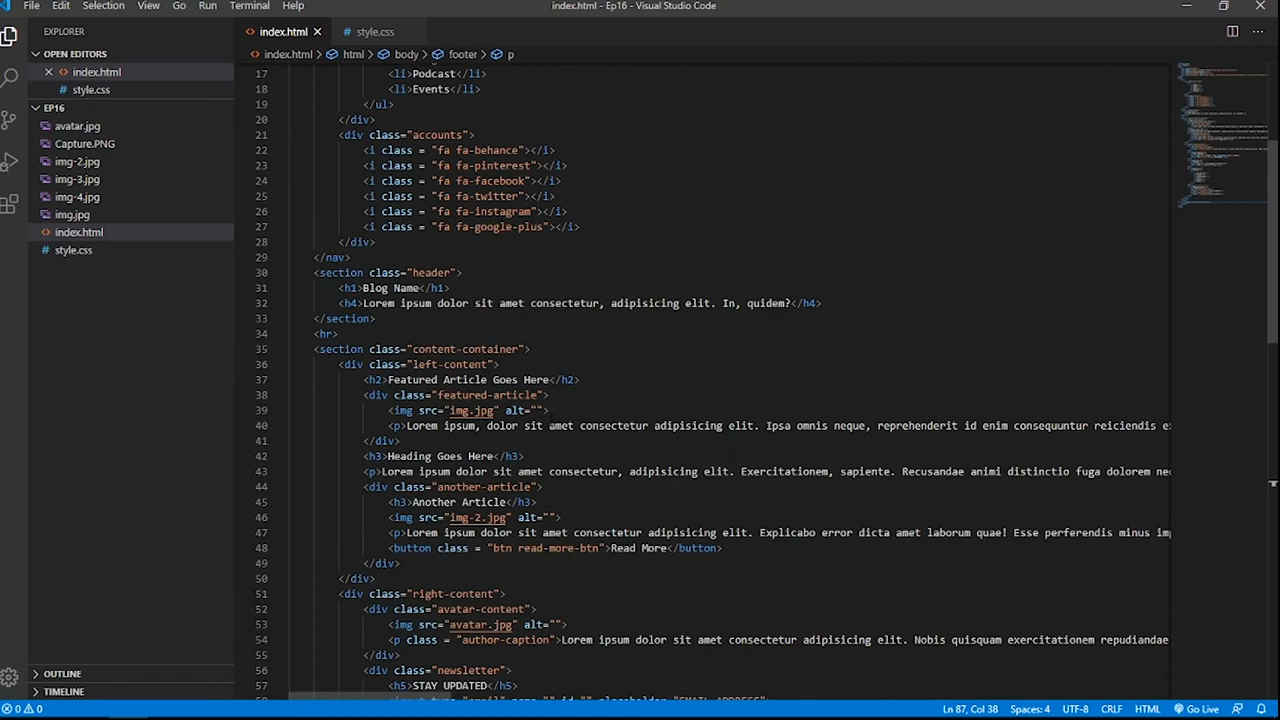 File Edit Selection View Go Run Terminal Help
index.html - Ep16 - Visual Studio Code
EXPLORER
OPEN EDITORS
index.html
style.css
EP16
avatar.jpg
Capture.PNG
img-2.jpg
img-3.jpg
img-4.jpg
img.jpg
index.html
style.css
OUTLINE
TIMELINE
index.html
style.css
index.html > html > body > footer > p
17 <li>Podcast</li>
18 <li>Events</li>
19 </ul>
20 </div>
21 <div class="accounts">
22 <i class = "fa fa-behance"></i>
23 <i class = "fa fa-pinterest"></i>
24 <i class = "fa fa-facebook"></i>
25 <i class = "fa fa-twitter"></i>
26 <i class = "fa fa-instagram"></i>
27 <i class = "fa fa-google-plus"></i>
28 </div>
29 </nav>
30 <section class="header">
31 <h1>Blog Name</h1>
32 <h4>Lorem ipsum dolor sit amet consectetur, adipisicing elit. In, quidem?</h4>
33 </section>
34 <hr>
35 <section class="content-container">
36 <div class="left-content">
37 <h2>Featured Article Goes Here</h2>
38 <div class="featured-article">
39 <img src="img.jpg" alt="">
40 <p>Lorem ipsum, dolor sit amet consectetur adipisicing elit. Ipsa omnis neque, reprehenderit id enim consequuntur reiciendis
41 </div>
42 <h3>Heading Goes Here</h3>
43 <p>Lorem ipsum dolor sit amet consectetur, adipisicing elit. Exercitationem, sapiente. Recusandae animi distinctio fuga dolorem
44 <div class="another-article">
45 <h3>Another Article</h3>
46 <img src="img-2.jpg" alt="">
47 <p>Lorem ipsum dolor sit amet consectetur adipisicing elit. Explicabo error dicta amet laborum quae! Esse perferendis minus
48 <button class = "btn read-more-btn">Read More</button>
49 </div>
50 </div>
51 <div class="right-content">
52 <div class="avatar-content">
53 <img src="avatar.jpg" alt="">
54 <p class = "author-caption">Lorem ipsum dolor sit amet consectetur adipisicing elit. Nobis quisquam exercitationem repudiandae
55 </div>
56 <div class="newsletter">
57 <h5>STAY UPDATED</h5>
0 0 Ln 87, Col 38 Spaces: 4 UTF-8 CRLF HTML Go Live